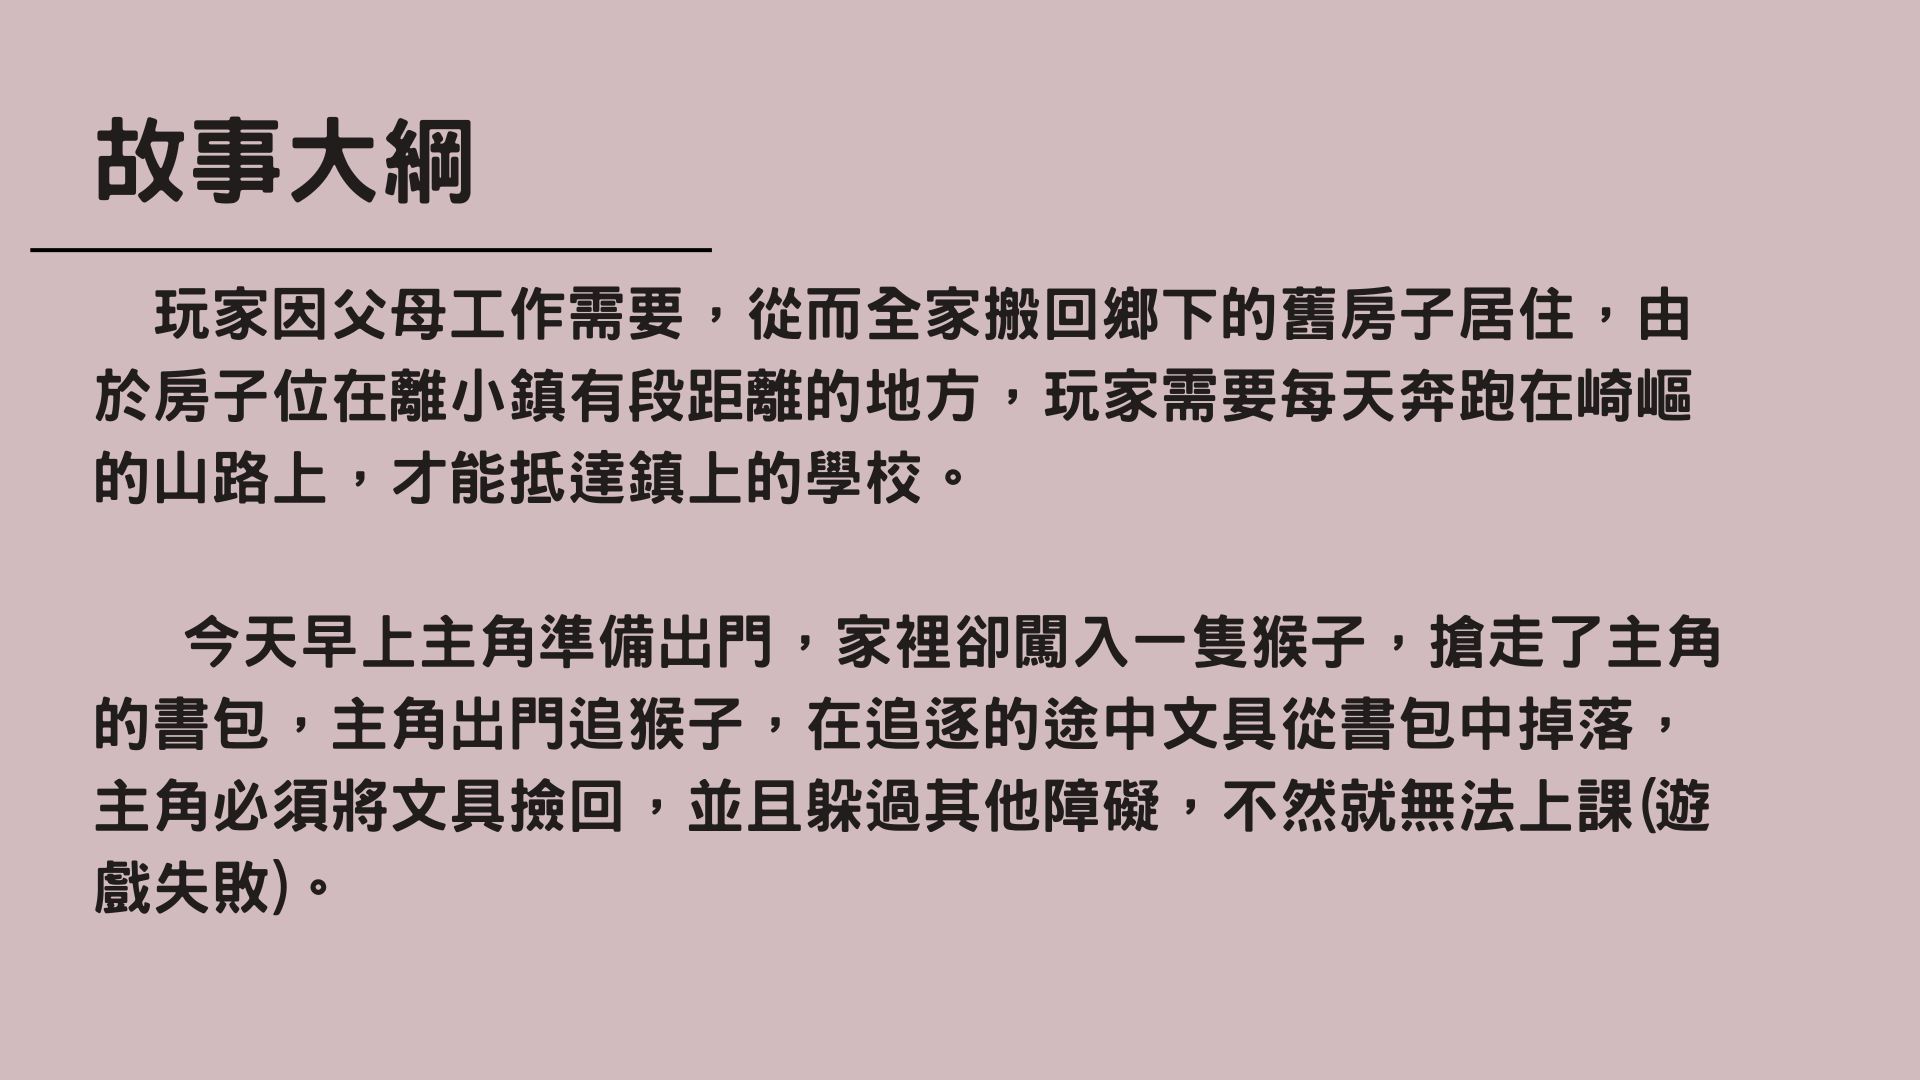 故事大綱
玩家因父母工作需要，從而全家搬回鄉下的舊房子居住，由
於房子位在離小鎮有段距離的地方，玩家需要每天奔跑在崎嶇
的山路上，才能抵達鎮上的學校。
今天早上主角準備出門，家裡卻闖入一隻猴子，搶走了主角
的書包，主角出門追猴子，在追逐的途中文具從書包中掉落，
主角必須將文具撿回，並且躲過其他障礙，不然就無法上課(遊
戲失敗)。